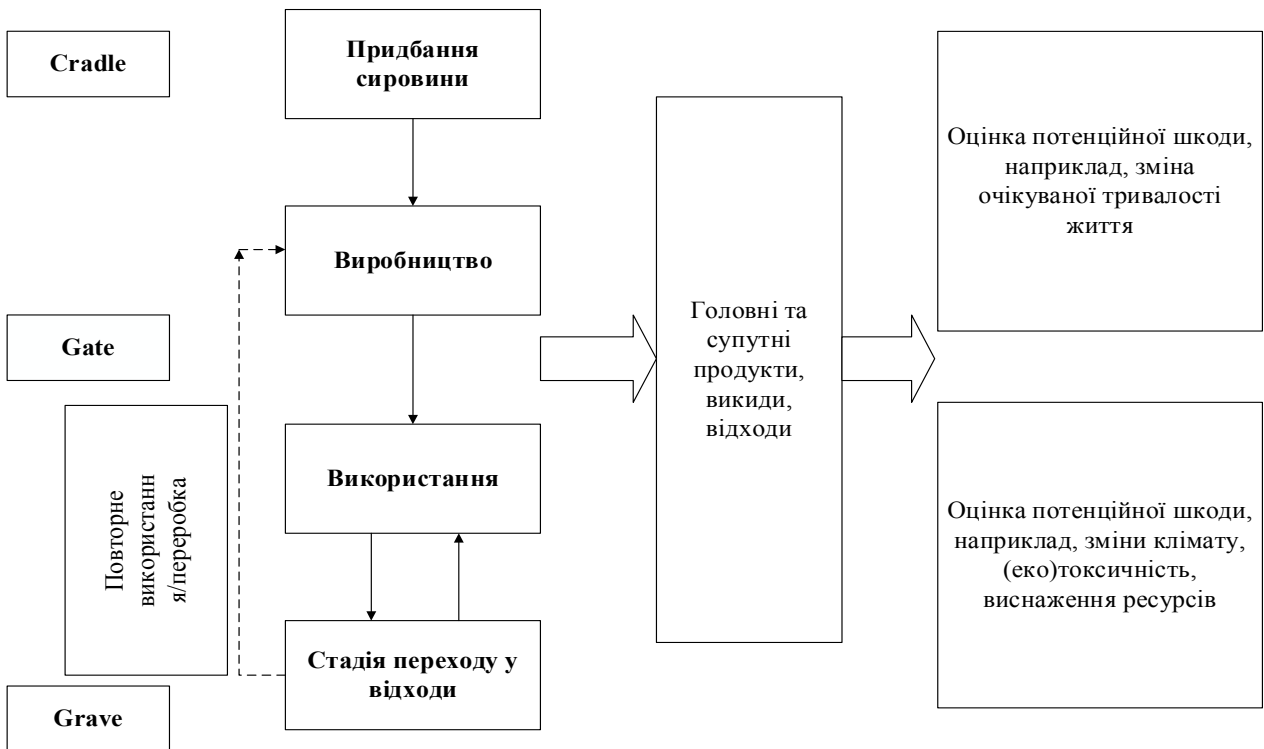 Cradle
Придбання
сировини
Виробництво
Gate
Використання
Повторне
використанн
я/переробка
Стадія переходу у
відходи
Grave
Головні та
супутні
продукти,
викиди,
відходи
Оцінка потенційної шкоди,
наприклад, зміна
очікуваної тривалості
життя
Оцінка потенційної шкоди,
наприклад, зміни клімату,
(еко)токсичність,
виснаження ресурсів